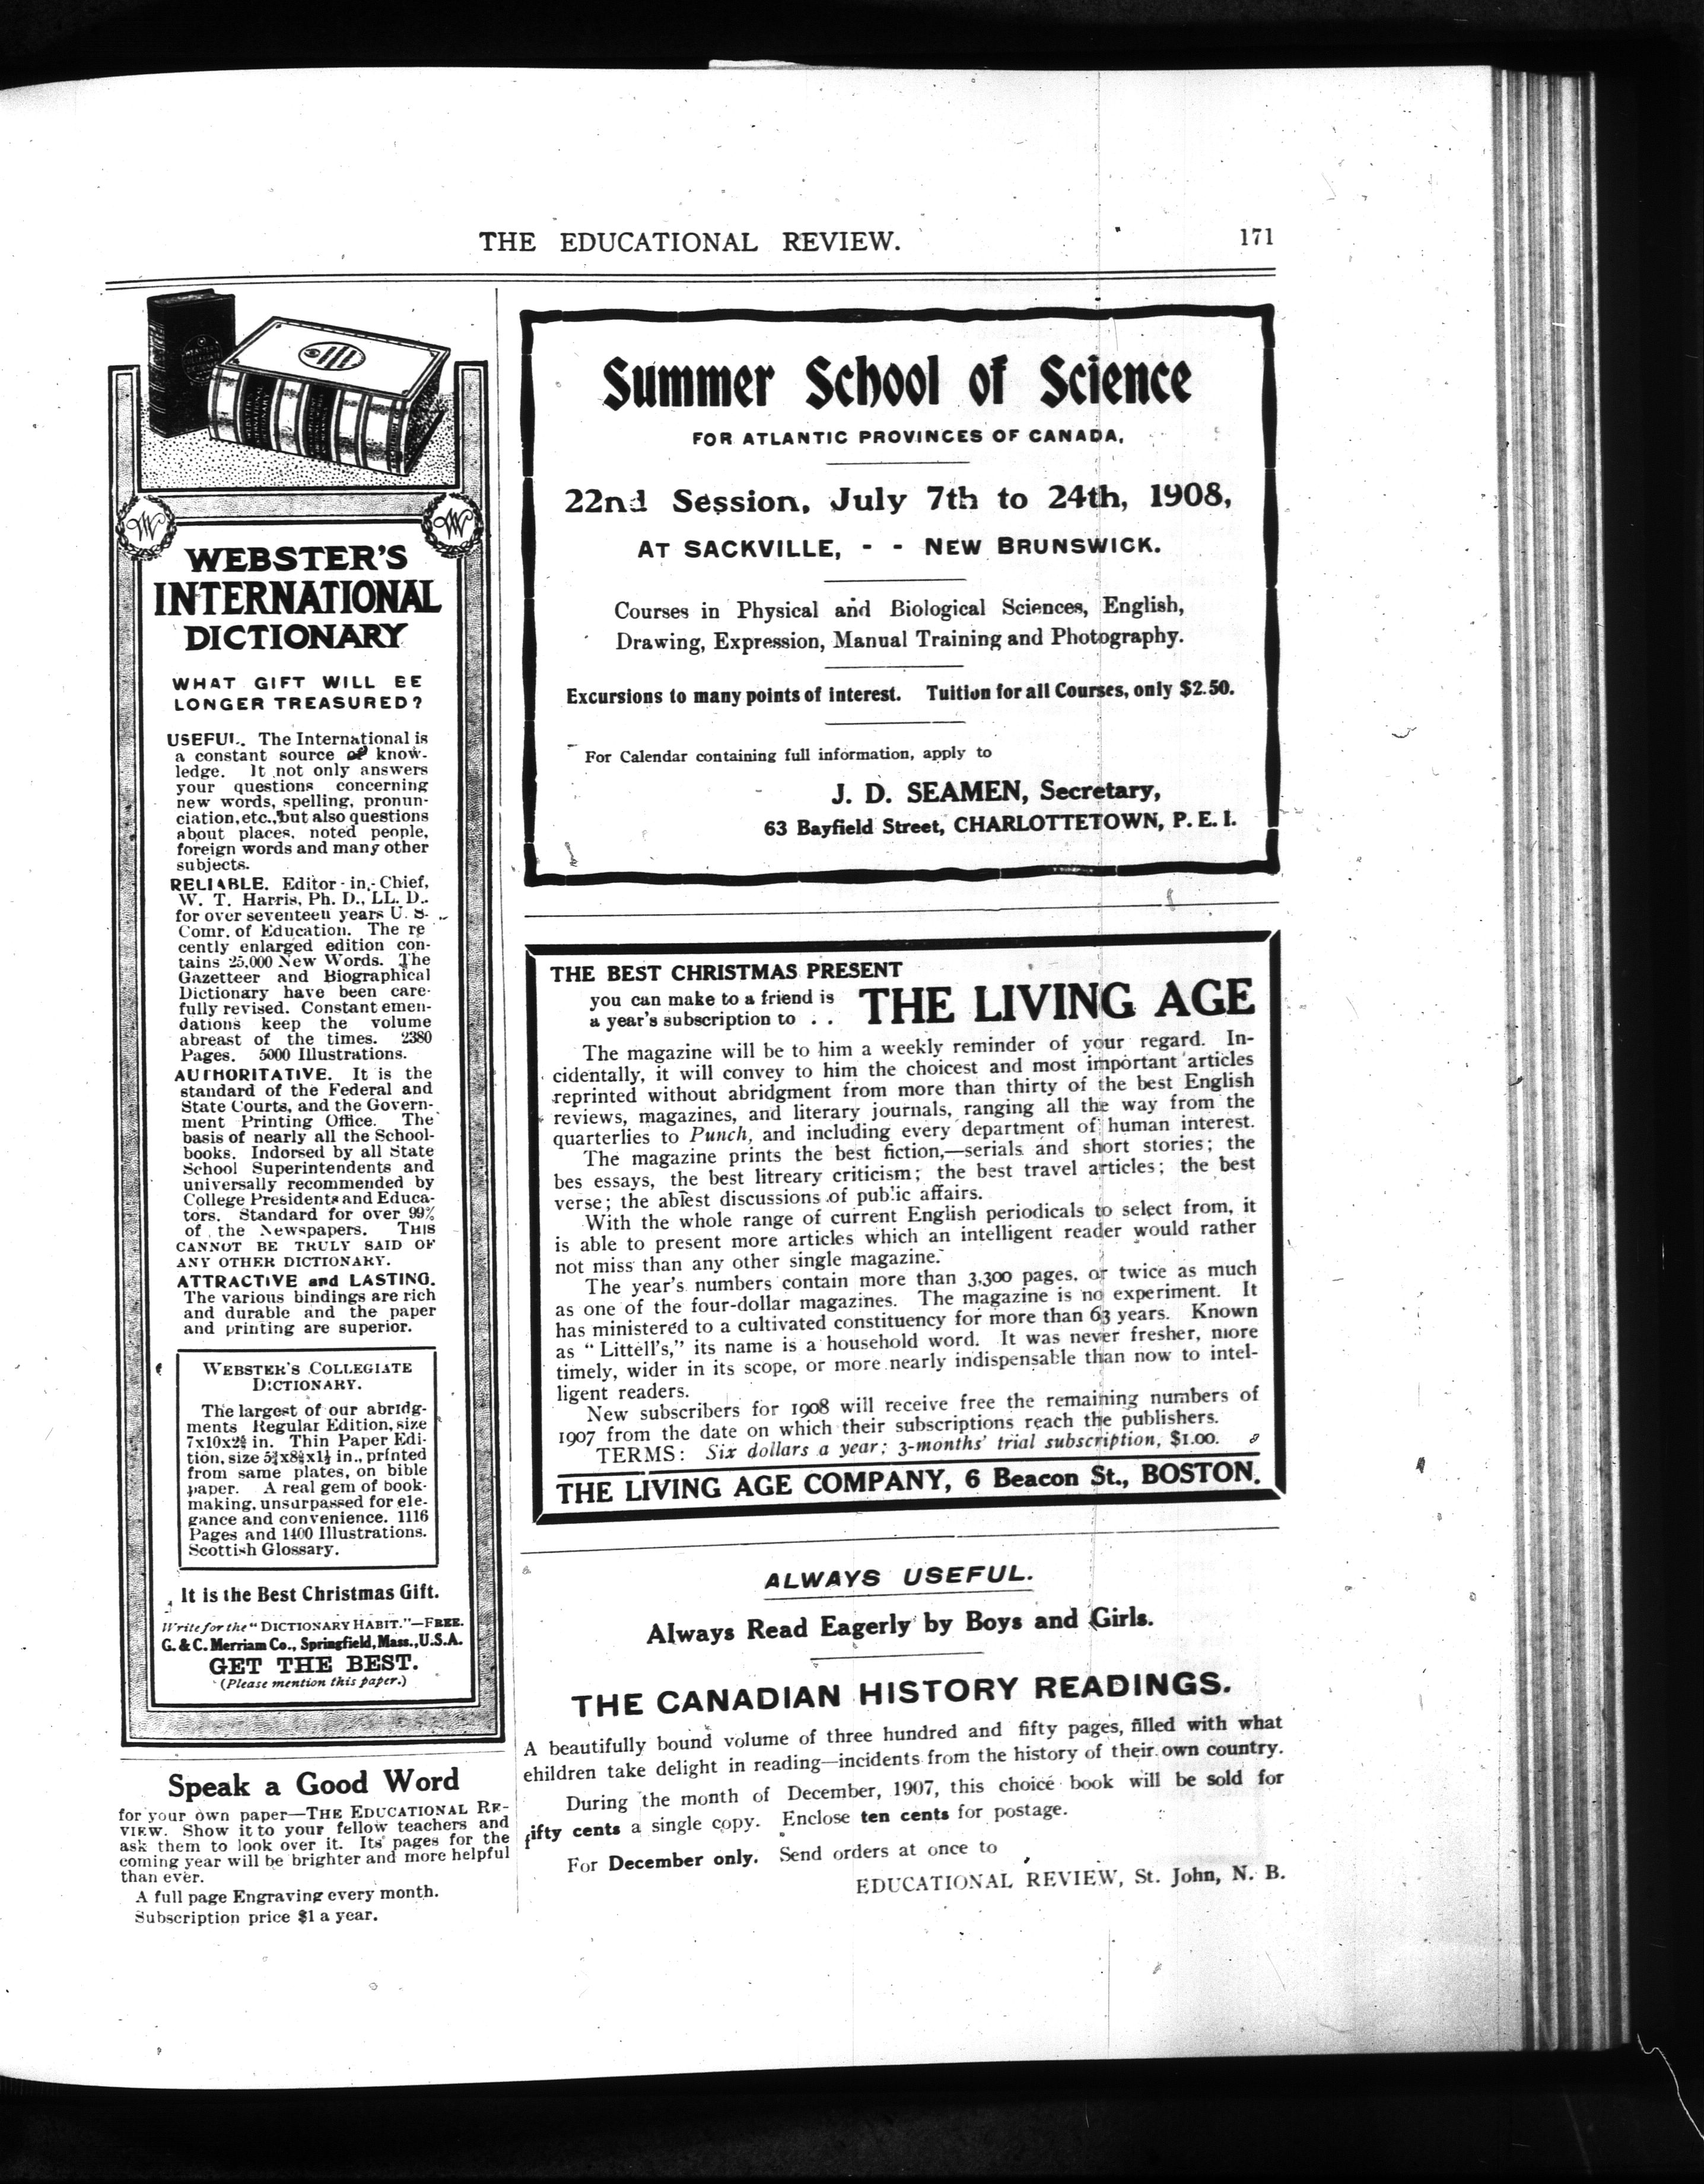 THE EDUCATIONAL REVIEW.
171
WEBSTER'S
INTERNATIONAL
DICTIONARY
WHAT GIFT WILL BE
LONGER TREASURED?
USEFUL. The International is
a constant source of know-
ledge. It not only answers
your questions concerning
new words, spelling, pronun-
ciation, etc., but also questions
about places, noted people,
foreign words and many other
subjects.
RELIABLE. Editor-in-Chief,
W. T. Harris, Ph. D., LL. D.,
for over seventeen years U. S.
Comr. of Education. The re
cently enlarged edition con-
tains 25,000 New Words. The
Gazetteer and Biographical
Dictionary have been care-
fully revised. Constant emen-
dations keep the volume
abreast of the times. 2380
Pages. 5000 Illustrations.
AUTHORITATIVE. It is the
standard of the Federal and
State Courts, and the Govern-
ment Printing Office. The
basis of nearly all the School-
books. Indorsed by all State
School Superintendents and
universally recommended by
College Presidents and Educa-
tors. Standard for over 99%
of the Newspapers. THIS
CANNOT BE TRULY SAID OF
ANY OTHER DICTIONARY.
ATTRACTIVE and LASTING.
The various bindings are rich
and durable and the paper
and printing are superior.
WEBSTER'S COLLEGIATE
DICTIONARY.
The largest of our abridg-
ments Regular Edition, size
7x10x2⅝ in. Thin Paper Edi-
tion, size 5¾x8⅝x1½ in., printed
from same plates, on bible
paper. A real gem of book-
making, unsurpassed for ele-
gance and convenience. 1116
Pages and 1400 Illustrations.
Scottish Glossary.
It is the Best Christmas Gift.
Write for the "DICTIONARY HABIT."—FREE.
G. & C. Merriam Co., Springfield, Mass., U.S.A.
GET THE BEST.
(Please mention this paper.)
Speak a Good Word
for your own paper—THE EDUCATIONAL RE-
VIEW. Show it to your fellow teachers and
ask them to look over it. Its pages for the
coming year will be brighter and more helpful
than ever.
A full page Engraving every month.
Subscription price $1 a year.
Summer School of Science
FOR ATLANTIC PROVINCES OF CANADA,
22nd Session, July 7th to 24th, 1908,
AT SACKVILLE, - - NEW BRUNSWICK.
Courses in Physical and Biological Sciences, English,
Drawing, Expression, Manual Training and Photography.
Excursions to many points of interest. Tuition for all Courses, only $2.50.
For Calendar containing full information, apply to
J. D. SEAMEN, Secretary,
63 Bayfield Street, CHARLOTTETOWN, P. E. I.
THE BEST CHRISTMAS PRESENT
you can make to a friend is
a year's subscription to . . THE LIVING AGE
The magazine will be to him a weekly reminder of your regard. In-
cidentally, it will convey to him the choicest and most important articles
reprinted without abridgment from more than thirty of the best English
reviews, magazines, and literary journals, ranging all the way from the
quarterlies to Punch, and including every department of human interest.
The magazine prints the best fiction,—serials and short stories; the
bes essays, the best litreary criticism; the best travel articles; the best
verse; the ablest discussions of public affairs.
With the whole range of current English periodicals to select from, it
is able to present more articles which an intelligent reader would rather
not miss than any other single magazine.
The year's numbers contain more than 3,300 pages, or twice as much
as one of the four-dollar magazines. The magazine is no experiment. It
has ministered to a cultivated constituency for more than 63 years. Known
as "Littell's," its name is a household word. It was never fresher, more
timely, wider in its scope, or more nearly indispensable than now to intel-
ligent readers.
New subscribers for 1908 will receive free the remaining numbers of
1907 from the date on which their subscriptions reach the publishers.
TERMS: Six dollars a year; 3-months' trial subscription, $1.00.
THE LIVING AGE COMPANY, 6 Beacon St., BOSTON.
ALWAYS USEFUL.
Always Read Eagerly by Boys and Girls.
THE CANADIAN HISTORY READINGS.
A beautifully bound volume of three hundred and fifty pages, filled with what
ehildren take delight in reading—incidents from the history of their own country.
During the month of December, 1907, this choice book will be sold for
fifty cents a single copy. Enclose ten cents for postage.
For December only. Send orders at once to
EDUCATIONAL REVIEW, St. John, N. B.